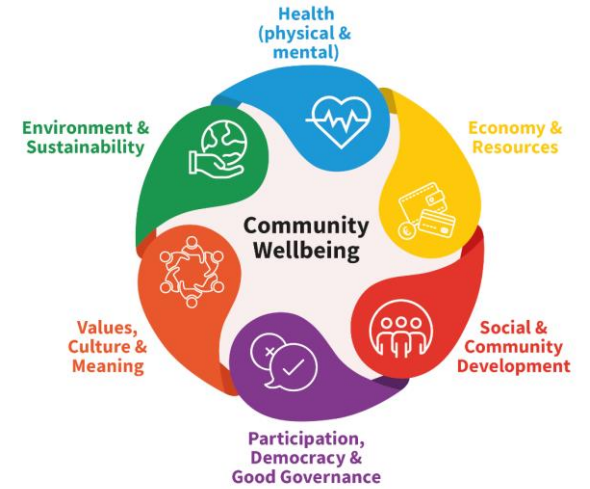 Health
(physical &
mental)
Economy &
Resources
Social &
Community
Development
Participation,
Democracy &
Good Governance
Values,
Culture &
Meaning
Environment &
Sustainability
Community
Wellbeing
€